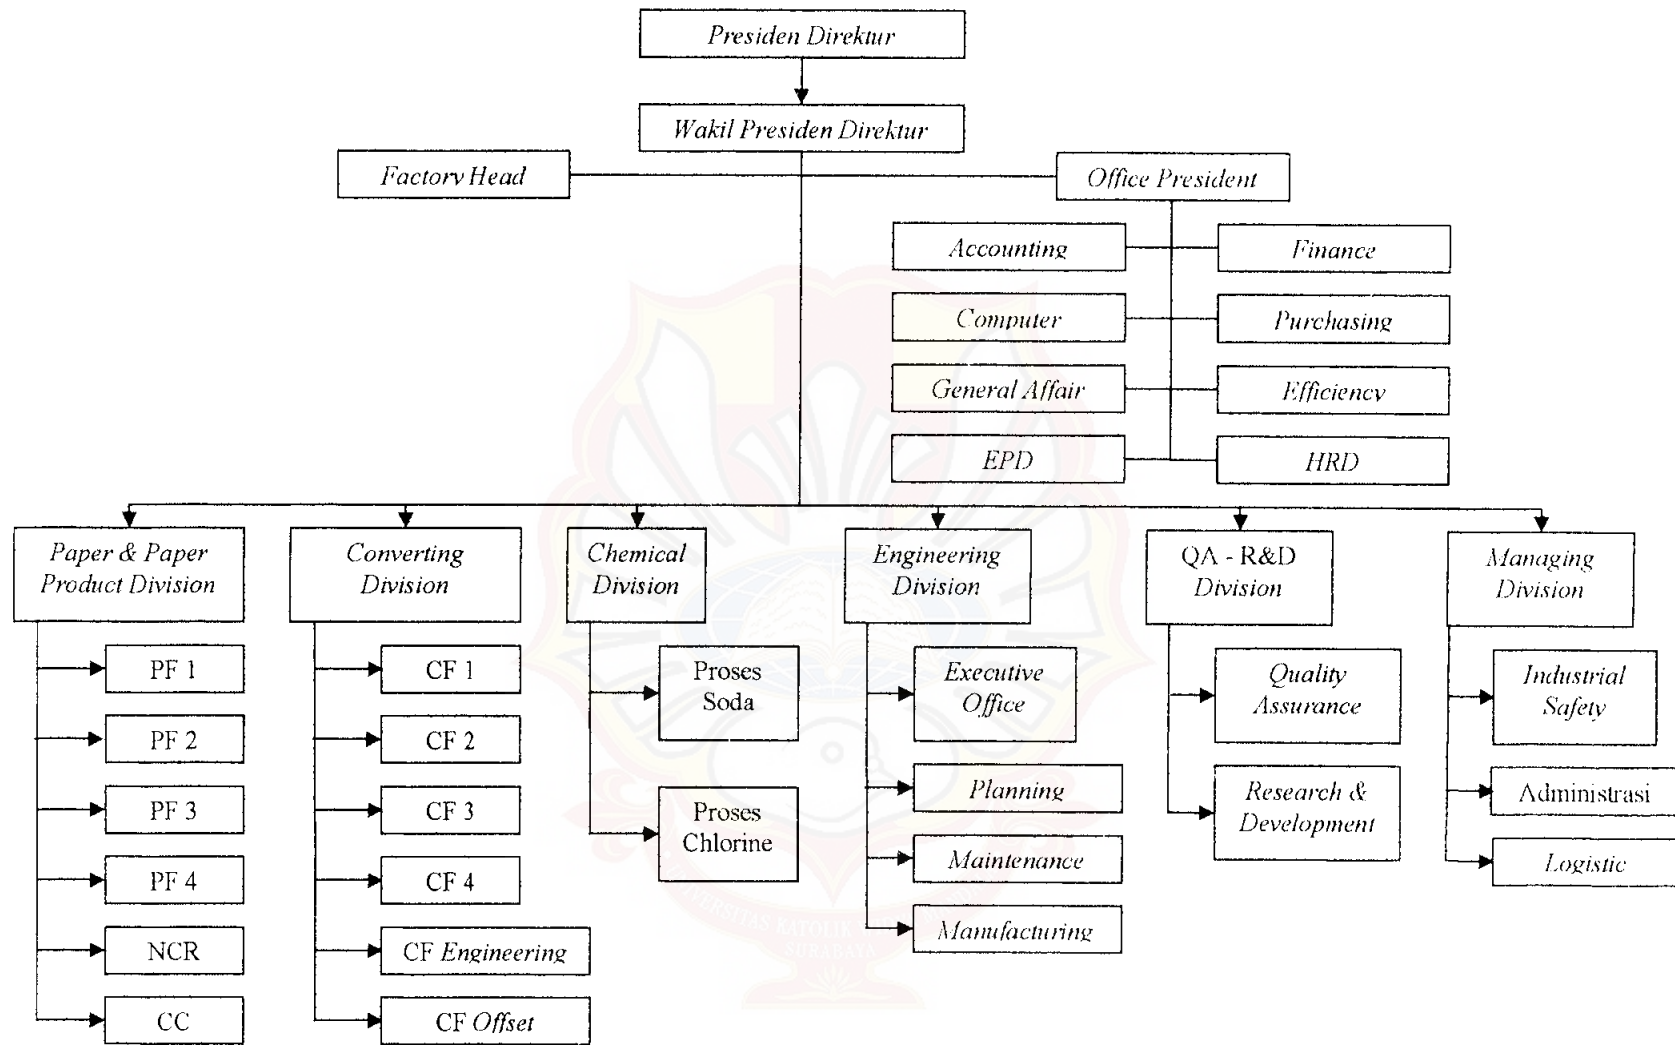 Presiden Direktur
Wakil Presiden Direktur
Factory Head
Office President
Accounting
Finance
Computer
Purchasing
General Affair
Efficiency
EPD
HRD
Paper & Paper
Product Division
Converting
Division
Chemical
Division
Engineering
Division
QA - R&D
Division
Managing
Division
PF 1
PF 2
PF 3
PF 4
NCR
CC
CF 1
CF 2
CF 3
CF 4
CF Engineering
CF Offset
Proses
Soda
Proses
Chlorine
Executive
Office
Planning
Maintenance
Manufacturing
Quality
Assurance
Research &
Development
Industrial
Safety
Administrasi
Logistic
SURABAYA